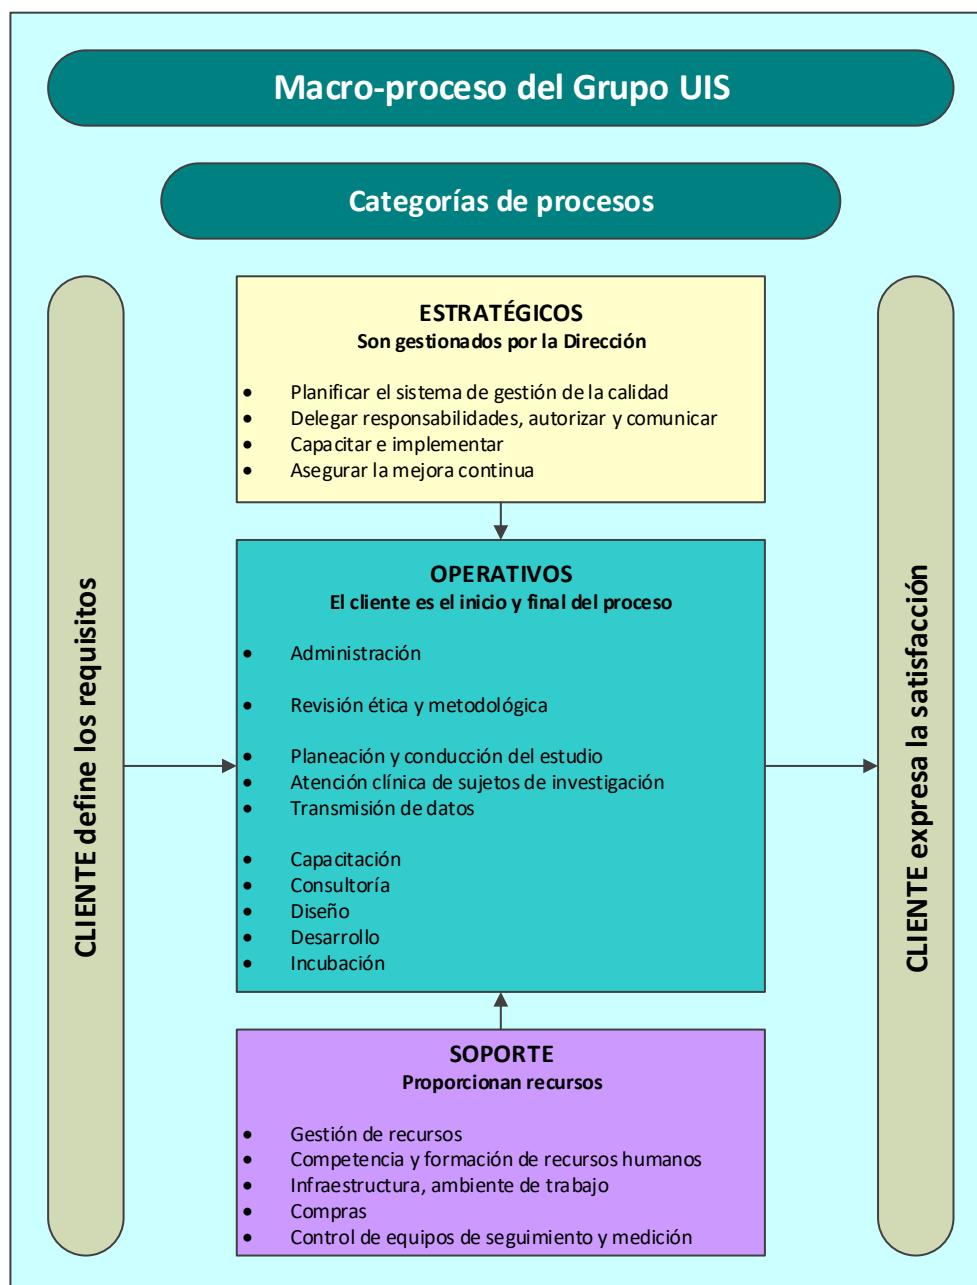 Macro-proceso del Grupo UIS
Categorías de procesos
CLIENTE define los requisitos
ESTRATÉGICOS
Son gestionados por la Dirección
• Planificar el sistema de gestión de la calidad
• Delegar responsabilidades, autorizar y comunicar
• Capacitar e implementar
• Asegurar la mejora continua
OPERATIVOS
El cliente es el inicio y final del proceso
• Administración
• Revisión ética y metodológica
• Planeación y conducción del estudio
• Atención clínica de sujetos de investigación
• Transmisión de datos
• Capacitación
• Consultoría
• Diseño
• Desarrollo
• Incubación
SOPORTE
Proporcionan recursos
• Gestión de recursos
• Competencia y formación de recursos humanos
• Infraestructura, ambiente de trabajo
• Compras
• Control de equipos de seguimiento y medición
CLIENTE expresa la satisfacción